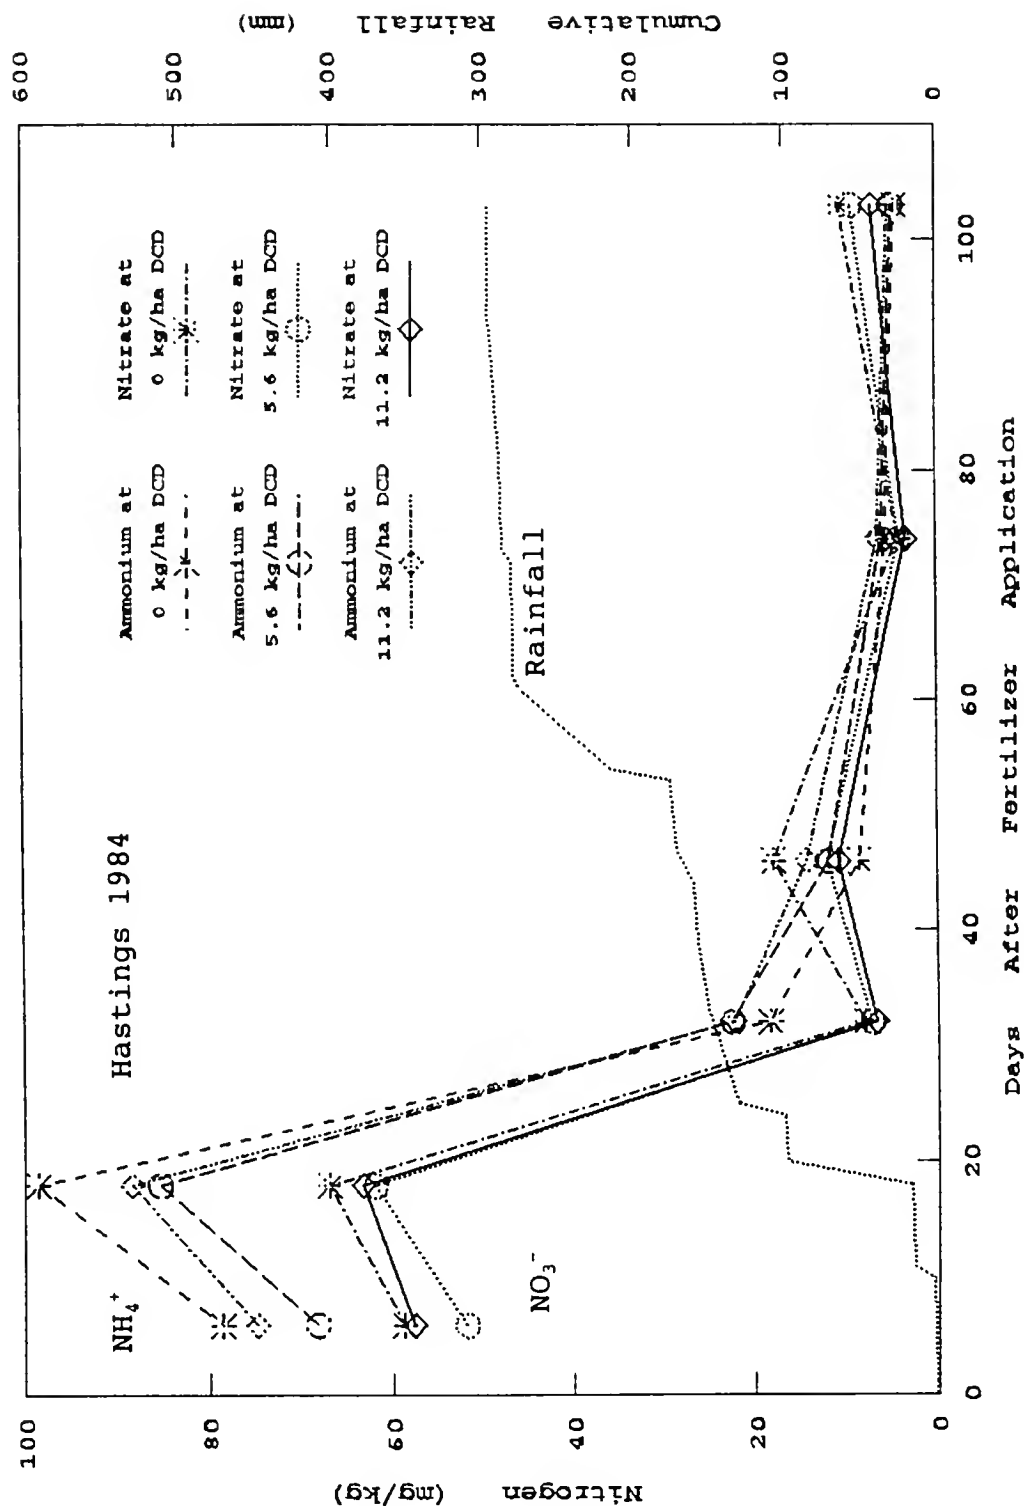 Hastings 1984
NH₄⁺
NO₃⁻
Rainfall
Ammonium at
0 kg/ha DCD
Ammonium at
5.6 kg/ha DCD
Ammonium at
11.2 kg/ha DCD
Nitrate at
0 kg/ha DCD
Nitrate at
5.6 kg/ha DCD
Nitrate at
11.2 kg/ha DCD
Nitrogen (mg/kg)
100
80
60
40
20
0
Cumulative Rainfall (mm)
600
500
400
300
200
100
0
0 20 40 60 80 100
Days After Fertilizer Application